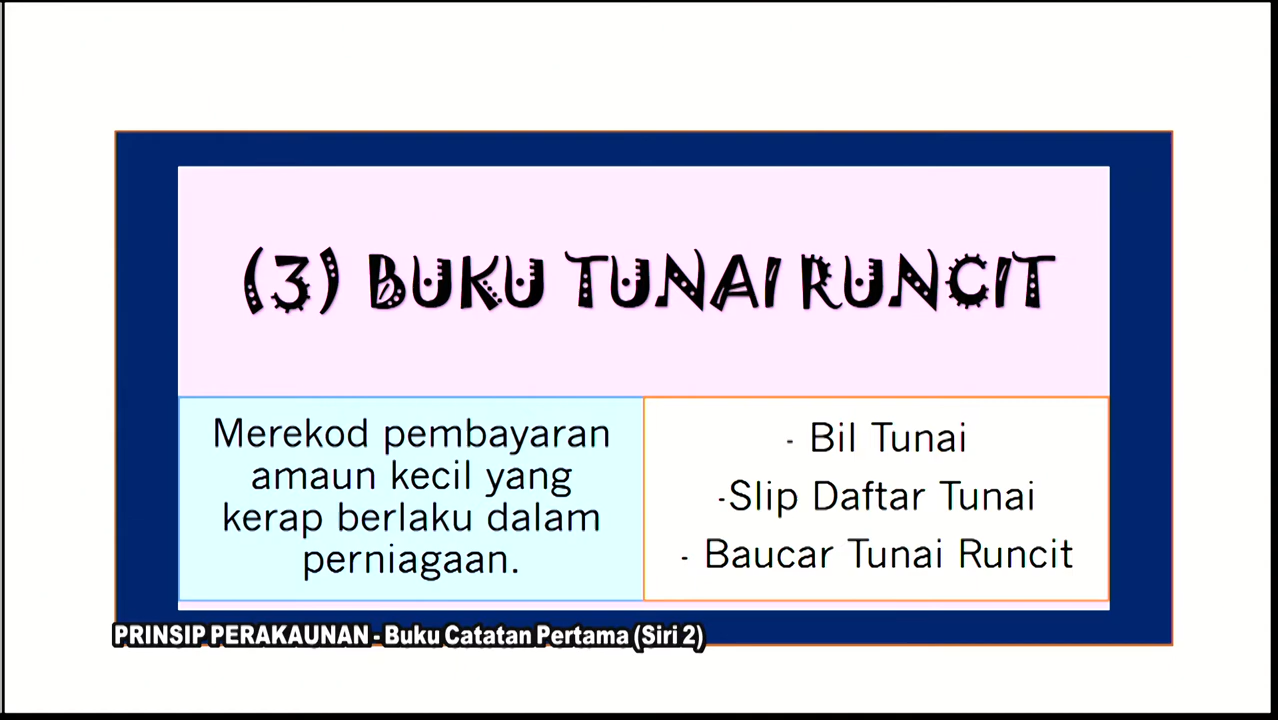 (3) BUKU TUNAI RUNCIT
Merekod pembayaran
amaun kecil yang
kerap berlaku dalam
perniagaan.
- Bil Tunai
-Slip Daftar Tunai
- Baucar Tunai Runcit
PRINSIP PERAKAUNAN - Buku Catatan Pertama (Siri 2)